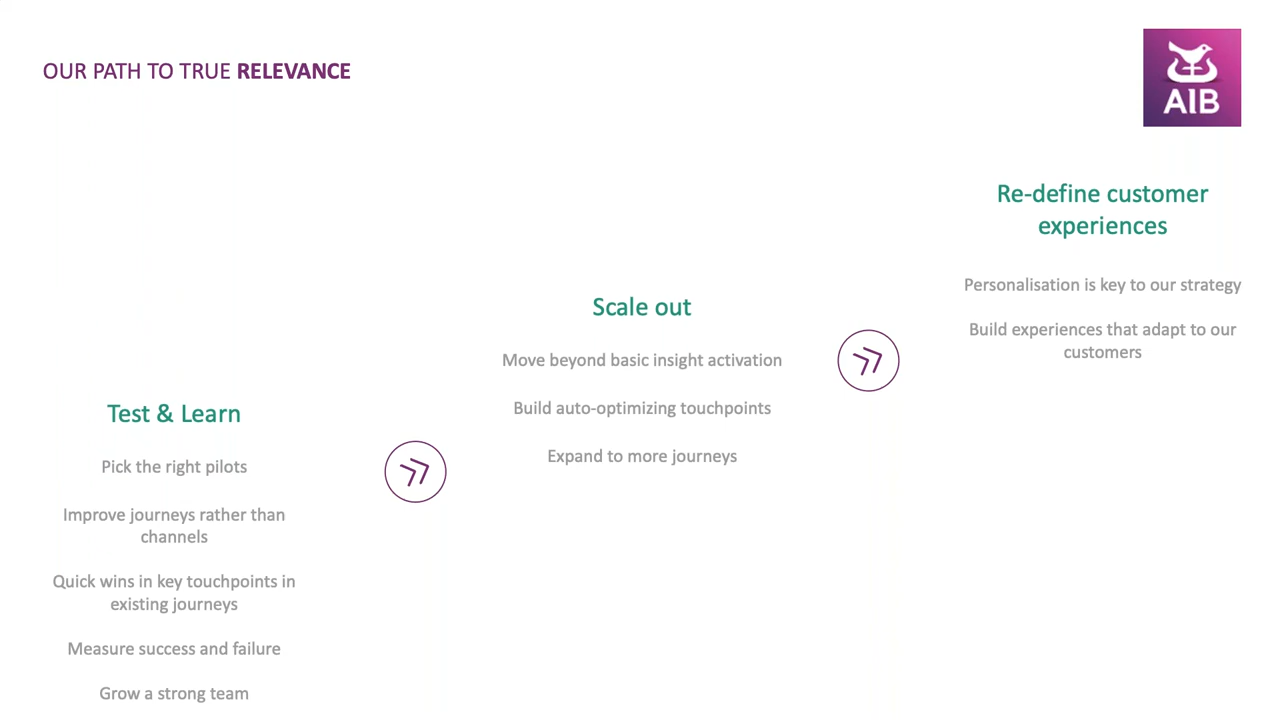 OUR PATH TO TRUE RELEVANCE
AIB
Test & Learn
Pick the right pilots
Improve journeys rather than
channels
Quick wins in key touchpoints in
existing journeys
Measure success and failure
Grow a strong team
Scale out
Move beyond basic insight activation
Build auto-optimizing touchpoints
Expand to more journeys
Re-define customer
experiences
Personalisation is key to our strategy
Build experiences that adapt to our
customers